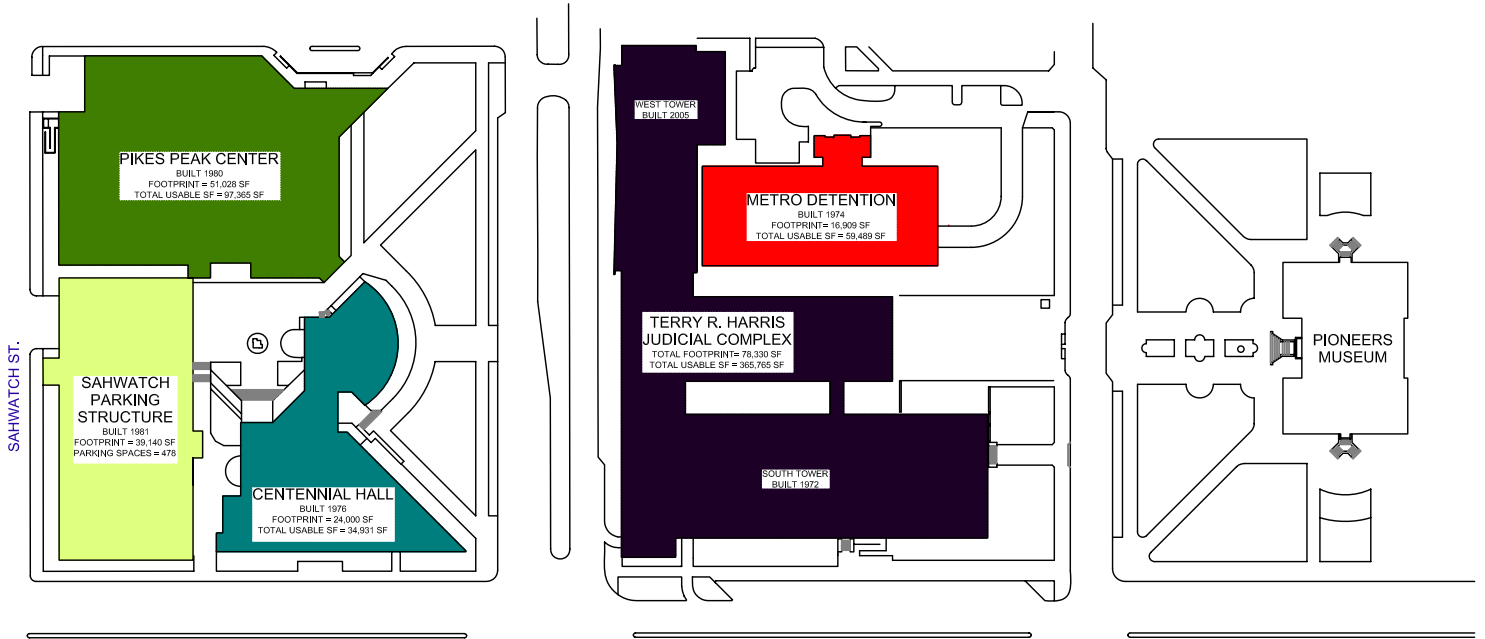 PIKES PEAK CENTER
BUILT 1980
FOOTPRINT = 51,028 SF
TOTAL USABLE SF = 97,365 SF
SAHWATCH ST.
SAHWATCH
PARKING
STRUCTURE
BUILT 1981
FOOTPRINT = 39,140 SF
PARKING SPACES = 478
CENTENNIAL HALL
BUILT 1976
FOOTPRINT = 24,000 SF
TOTAL USABLE SF = 34,931 SF
WEST TOWER
BUILT 2005
METRO DETENTION
BUILT 1974
FOOTPRINT= 16,909 SF
TOTAL USABLE SF = 59,489 SF
TERRY R. HARRIS
JUDICIAL COMPLEX
TOTAL FOOTPRINT= 78,330 SF
TOTAL USABLE SF = 365,765 SF
SOUTH TOWER
BUILT 1972
PIONEERS
MUSEUM